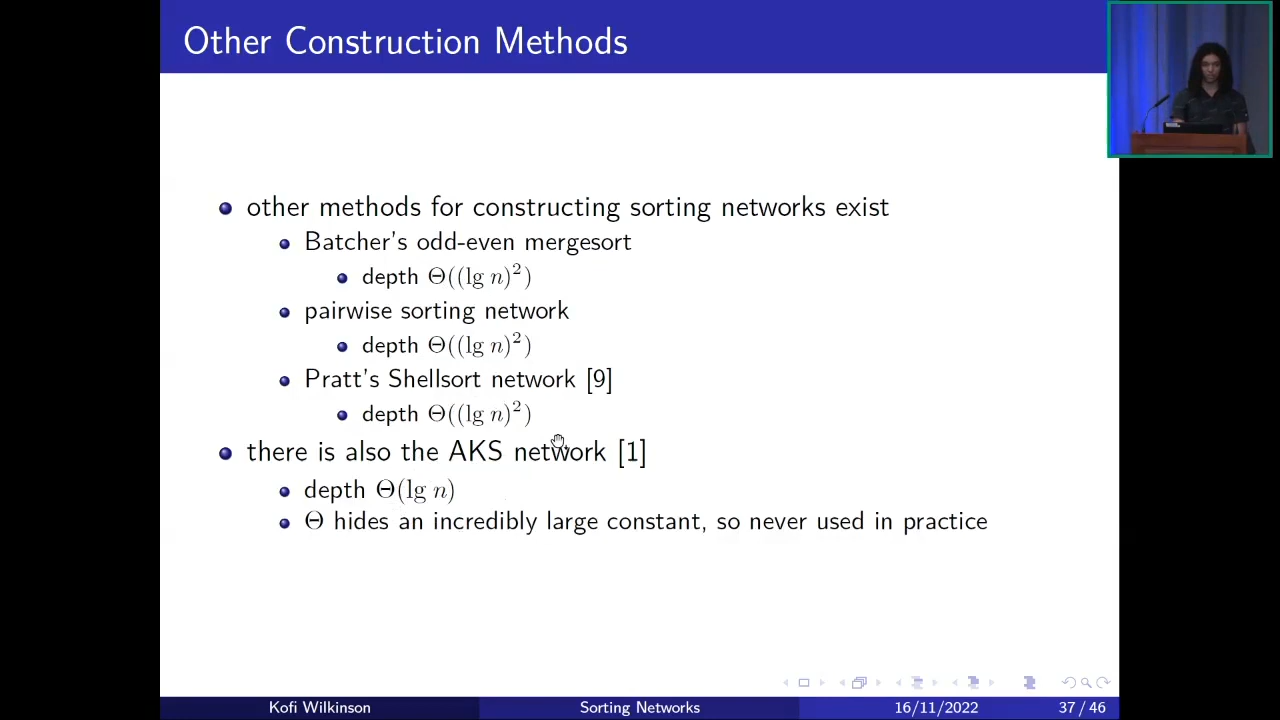 Other Construction Methods
other methods for constructing sorting networks exist
Batcher's odd-even mergesort
depth Θ((lg n)²)
pairwise sorting network
depth Θ((lg n)²)
Pratt's Shellsort network [9]
depth Θ((lg n)²)
there is also the AKS network [1]
depth Θ(lg n)
Θ hides an incredibly large constant, so never used in practice
Kofi Wilkinson Sorting Networks 16/11/2022 37 / 46